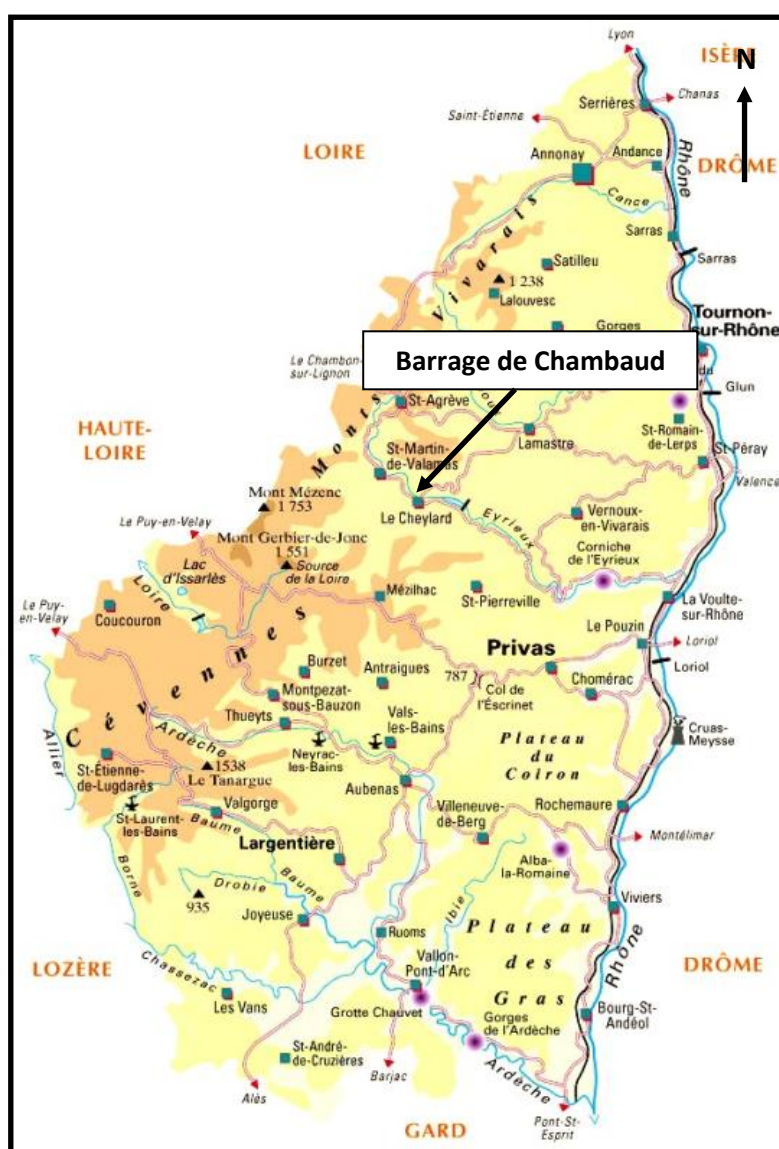 Lyon
ISÈRE
N
Serrières
Chanas
Saint-Étienne
LOIRE
Annonay
Andance
Rhône
DRÔME
Cance
Sarras
Satilleu
Sarras
1 238
Lalouvesc
Vivarais
Gorges
du
Tournon-
sur-Rhône
Barrage de Chambaud
Le Chambon-
sur-Lignon
Glun
St-Agrève
Monts
HAUTE-
LOIRE
St-Romain-
de-Lerps
Lamastre
St-Péray
St-Martin-
de-Valamas
Valence
Mont Mézenc
1 753
Le Cheylard
Eyrieux
Vernoux-
en-Vivarais
Le Puy-en-Velay
Mont Gerbier-de-Jonc
1 551
Source
de la Loire
Corniche
de l'Eyrieux
Lac
d'Issarlès
Loire
Mézilhac
St-Pierreville
La Voulte-
sur-Rhône
Le Puy-
en-Velay
Coucouron
Le Pouzin
Loriol
Privas
Loriol
Burzet
Antraigues
787
Col de
l'Escrinet
Chomérac
Montpezat-
sous-Bauzon
Cévennes
Thueyts
Vals-
les-Bains
Allier
Ardèche
Neyrac-
les-Bains
Plateau
du
Coiron
Cruas-
Meysse
St-Étienne-
de-Lugdarès
1538
Le Tanargue
Aubenas
St-Laurent-
les-Bains
Valgorge
Baume
Villeneuve-
de-Berg
Rochemaure
Montélimar
Largentière
Borne
Baume
Drobie
Alba-
la-Romaine
935
Joyeuse
Ibie
Viviers
Ruoms
Plateau
des
Gras
Rhône
LOZÈRE
Chassezac
Vallon-
Pont-d'Arc
DRÔME
Les Vans
Grotte Chauvet
Gorges
de l'Ardèche
Bourg-St-
Andéol
St-André-
de-Cruzières
Barjac
Ardèche
Alès
Pont-St-
Esprit
GARD